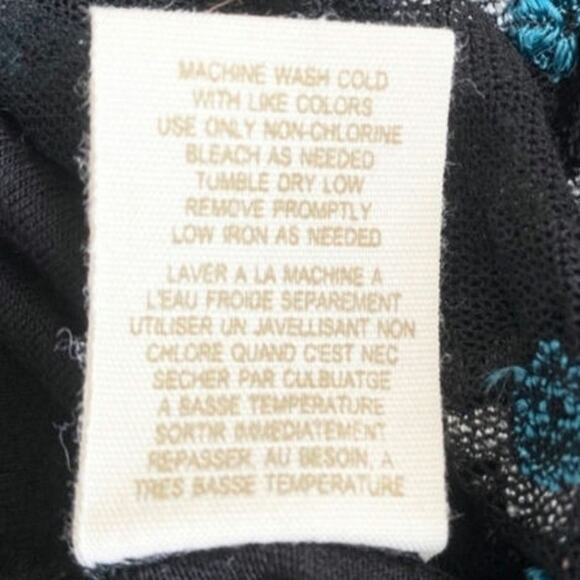 MACHINE WASH COLD
WITH LIKE COLORS
USE ONLY NON-CHLORINE
BLEACH AS NEEDED
TUMBLE DRY LOW
REMOVE PROMPTLY
LOW IRON AS NEEDED
LAVER A LA MACHINE A
L'EAU FROIDE SEPAREMENT
UTILISER UN JAVELLISANT NON
CHLORE QUAND C'EST NEC
SECHER PAR CULBUATGE
A BASSE TEMPERATURE
SORTIR IMMEDIATEMENT
REPASSER, AU BESOIN, A
TRES BASSE TEMPERATURE